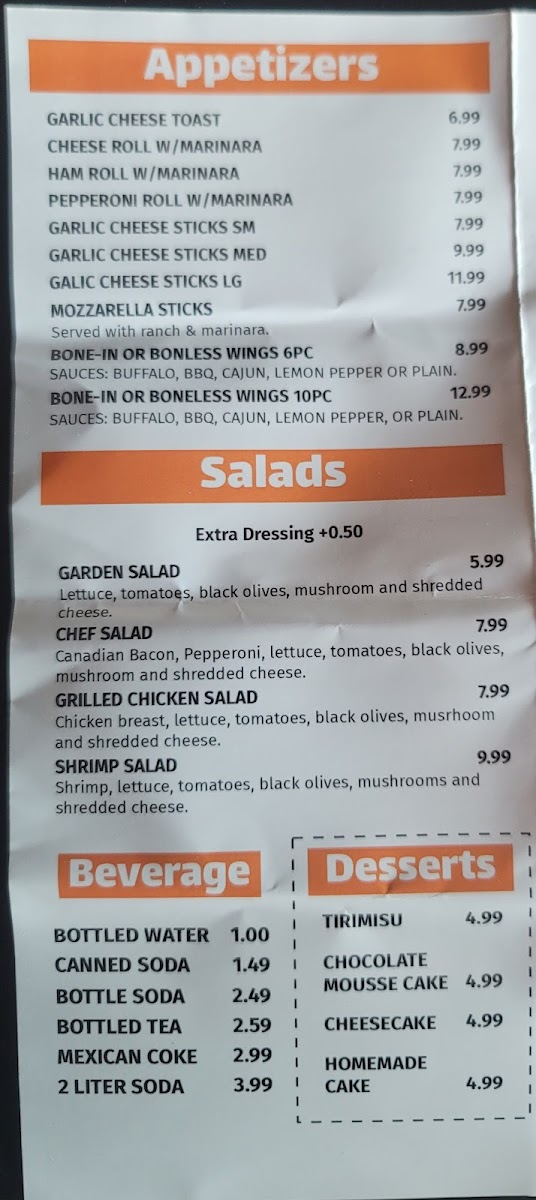 Appetizers
GARLIC CHEESE TOAST 6.99
CHEESE ROLL W/MARINARA 7.99
HAM ROLL W/MARINARA 7.99
PEPPERONI ROLL W/MARINARA 7.99
GARLIC CHEESE STICKS SM 7.99
GARLIC CHEESE STICKS MED 9.99
GALIC CHEESE STICKS LG 11.99
MOZZARELLA STICKS 7.99
Served with ranch & marinara.
BONE-IN OR BONLESS WINGS 6PC 8.99
SAUCES: BUFFALO, BBQ, CAJUN, LEMON PEPPER OR PLAIN.
BONE-IN OR BONELESS WINGS 10PC 12.99
SAUCES: BUFFALO, BBQ, CAJUN, LEMON PEPPER, OR PLAIN.
Salads
Extra Dressing +0.50
GARDEN SALAD 5.99
Lettuce, tomatoes, black olives, mushroom and shredded
cheese.
CHEF SALAD 7.99
Canadian Bacon, Pepperoni, lettuce, tomatoes, black olives,
mushroom and shredded cheese.
GRILLED CHICKEN SALAD 7.99
Chicken breast, lettuce, tomatoes, black olives, musrhoom
and shredded cheese.
SHRIMP SALAD 9.99
Shrimp, lettuce, tomatoes, black olives, mushrooms and
shredded cheese.
Beverage
BOTTLED WATER 1.00
CANNED SODA 1.49
BOTTLE SODA 2.49
BOTTLED TEA 2.59
MEXICAN COKE 2.99
2 LITER SODA 3.99
Desserts
TIRIMISU 4.99
CHOCOLATE
MOUSSE CAKE 4.99
CHEESECAKE 4.99
HOMEMADE
CAKE 4.99